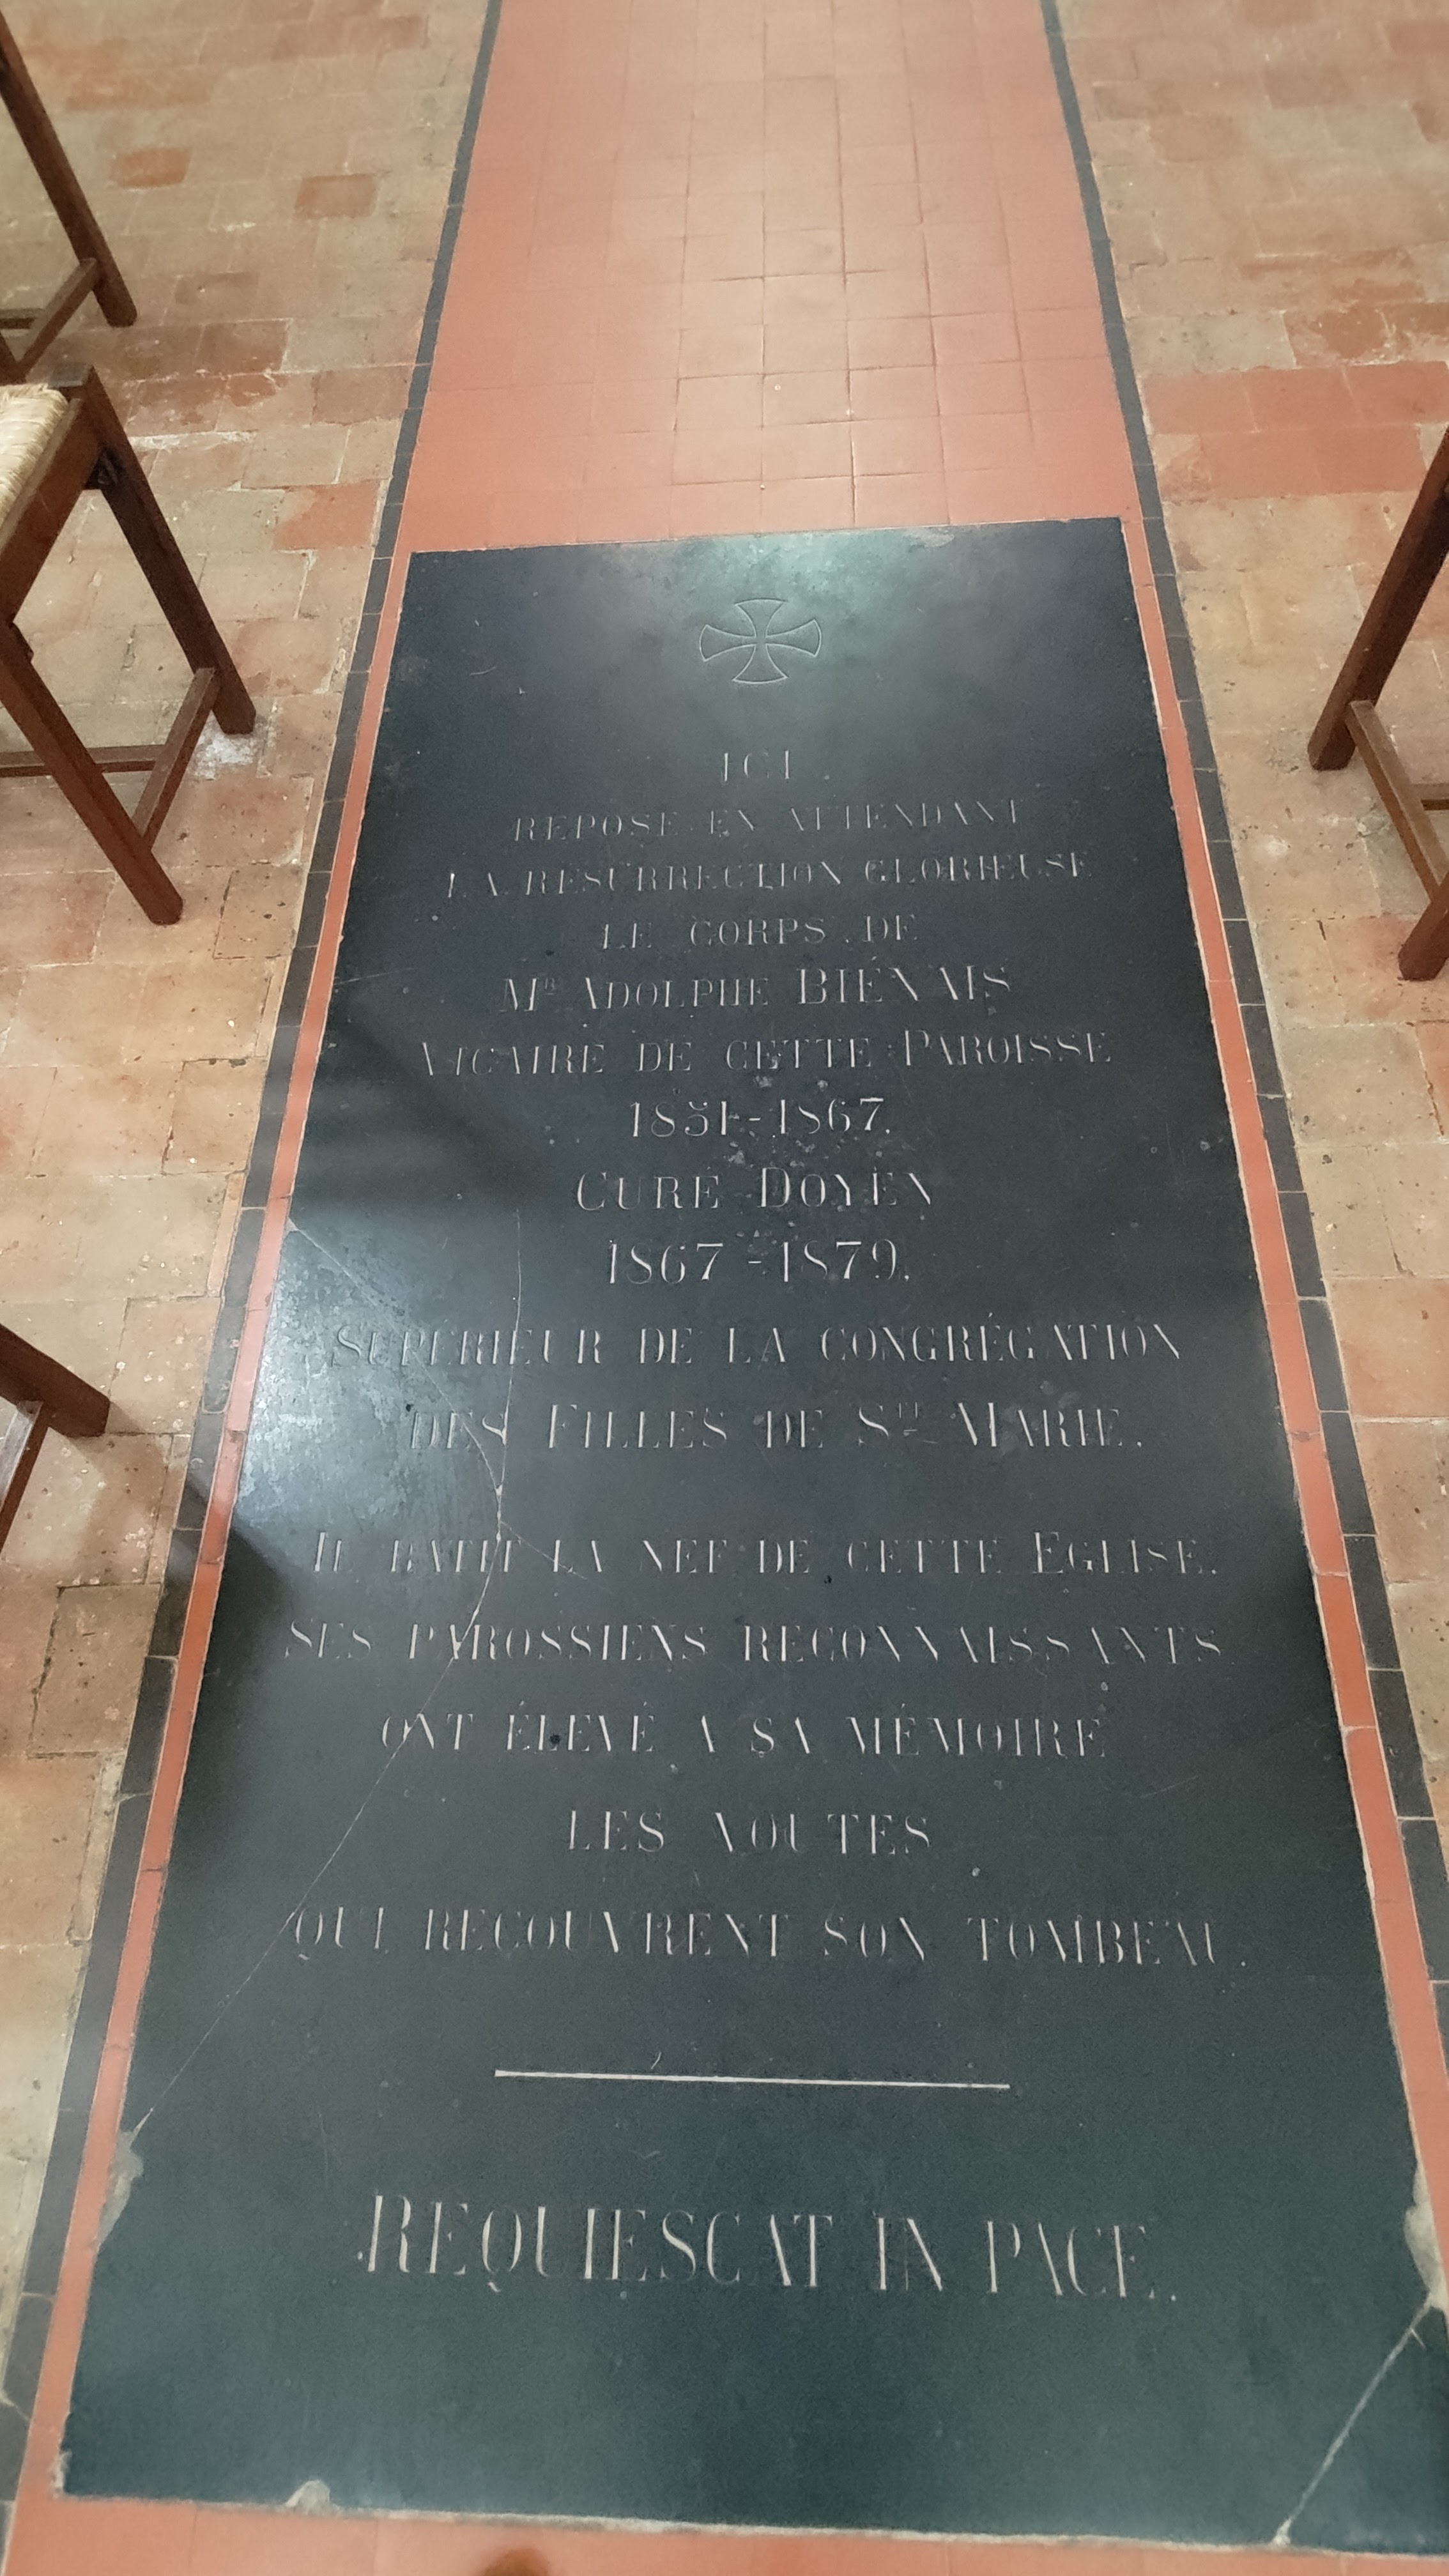 ICI
REPOSE EN ATTENDANT
LA RESURRECTION GLORIEUSE
LE CORPS DE
MR ADOLPHE BIÉNAIS
VICAIRE DE CETTE PAROISSE
1851-1867.
CURE DOYEN
1867-1879.
SUPÉRIEUR DE LA CONGRÉGATION
DES FILLES DE STE MARIE.
IL BATIT LA NEF DE CETTE EGLISE.
SES PAROSSIENS RECONNAISSANTS
ONT ÉLEVÉ A SA MÉMOIRE
LES VOUTES
QUI RECOUVRENT SON TOMBEAU.
REQUIESCAT IN PACE.